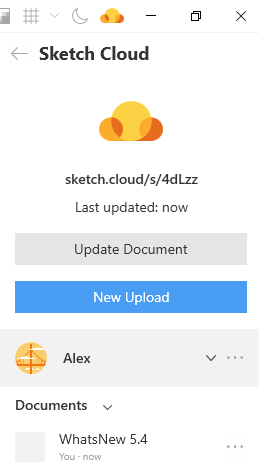 Sketch Cloud
sketch.cloud/s/4dLzz
Last updated: now
Update Document
New Upload
Alex
Documents
WhatsNew 5.4
You · now